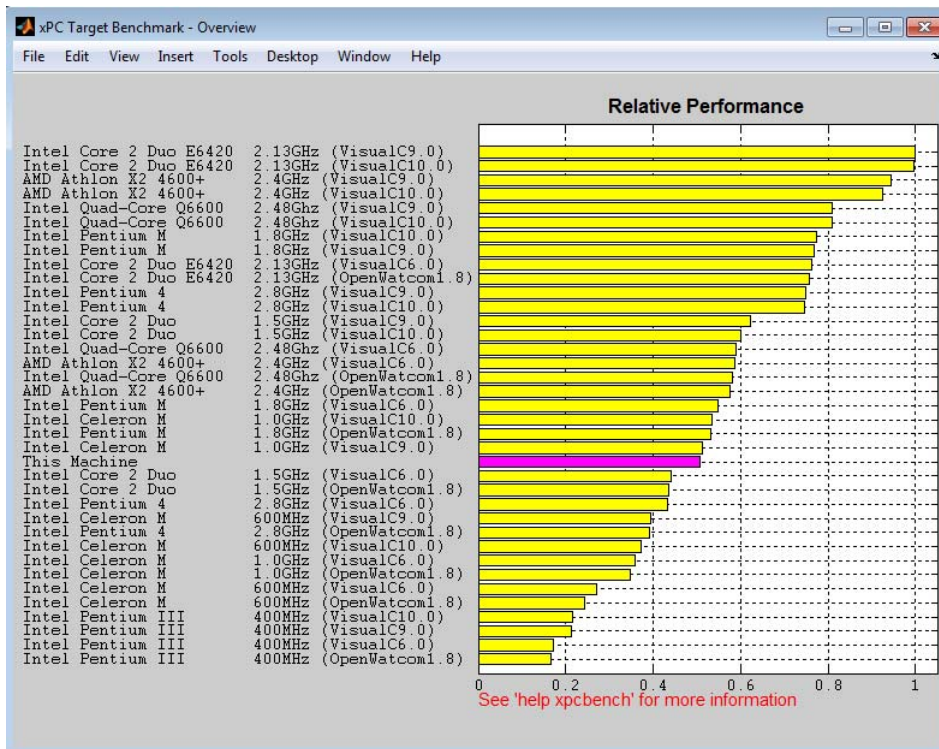 xPC Target Benchmark - Overview
File Edit View Insert Tools Desktop Window Help
Relative Performance
Intel Core 2 Duo E6420 2.13GHz (VisualC9.0)
Intel Core 2 Duo E6420 2.13GHz (VisualC10.0)
AMD Athlon X2 4600+ 2.4GHz (VisualC9.0)
AMD Athlon X2 4600+ 2.4GHz (VisualC10.0)
Intel Quad-Core Q6600 2.48Ghz (VisualC9.0)
Intel Quad-Core Q6600 2.48Ghz (VisualC10.0)
Intel Pentium M 1.8GHz (VisualC10.0)
Intel Pentium M 1.8GHz (VisualC9.0)
Intel Core 2 Duo E6420 2.13GHz (VisualC6.0)
Intel Core 2 Duo E6420 2.13GHz (OpenWatcom1.8)
Intel Pentium 4 2.8GHz (VisualC9.0)
Intel Pentium 4 2.8GHz (VisualC10.0)
Intel Core 2 Duo 1.5GHz (VisualC9.0)
Intel Core 2 Duo 1.5GHz (VisualC10.0)
Intel Quad-Core Q6600 2.48Ghz (VisualC6.0)
AMD Athlon X2 4600+ 2.4GHz (VisualC6.0)
Intel Quad-Core Q6600 2.48Ghz (OpenWatcom1.8)
AMD Athlon X2 4600+ 2.4GHz (OpenWatcom1.8)
Intel Pentium M 1.8GHz (VisualC6.0)
Intel Celeron M 1.0GHz (VisualC10.0)
Intel Pentium M 1.8GHz (OpenWatcom1.8)
Intel Celeron M 1.0GHz (VisualC9.0)
This Machine
Intel Core 2 Duo 1.5GHz (VisualC6.0)
Intel Core 2 Duo 1.5GHz (OpenWatcom1.8)
Intel Pentium 4 2.8GHz (VisualC6.0)
Intel Celeron M 600MHz (VisualC9.0)
Intel Pentium 4 2.8GHz (OpenWatcom1.8)
Intel Celeron M 600MHz (VisualC10.0)
Intel Celeron M 1.0GHz (VisualC6.0)
Intel Celeron M 1.0GHz (OpenWatcom1.8)
Intel Celeron M 600MHz (VisualC6.0)
Intel Celeron M 600MHz (OpenWatcom1.8)
Intel Pentium III 400MHz (VisualC10.0)
Intel Pentium III 400MHz (VisualC9.0)
Intel Pentium III 400MHz (VisualC6.0)
Intel Pentium III 400MHz (OpenWatcom1.8)
0 0.2 0.4 0.6 0.8 1
See 'help xpcbench' for more information